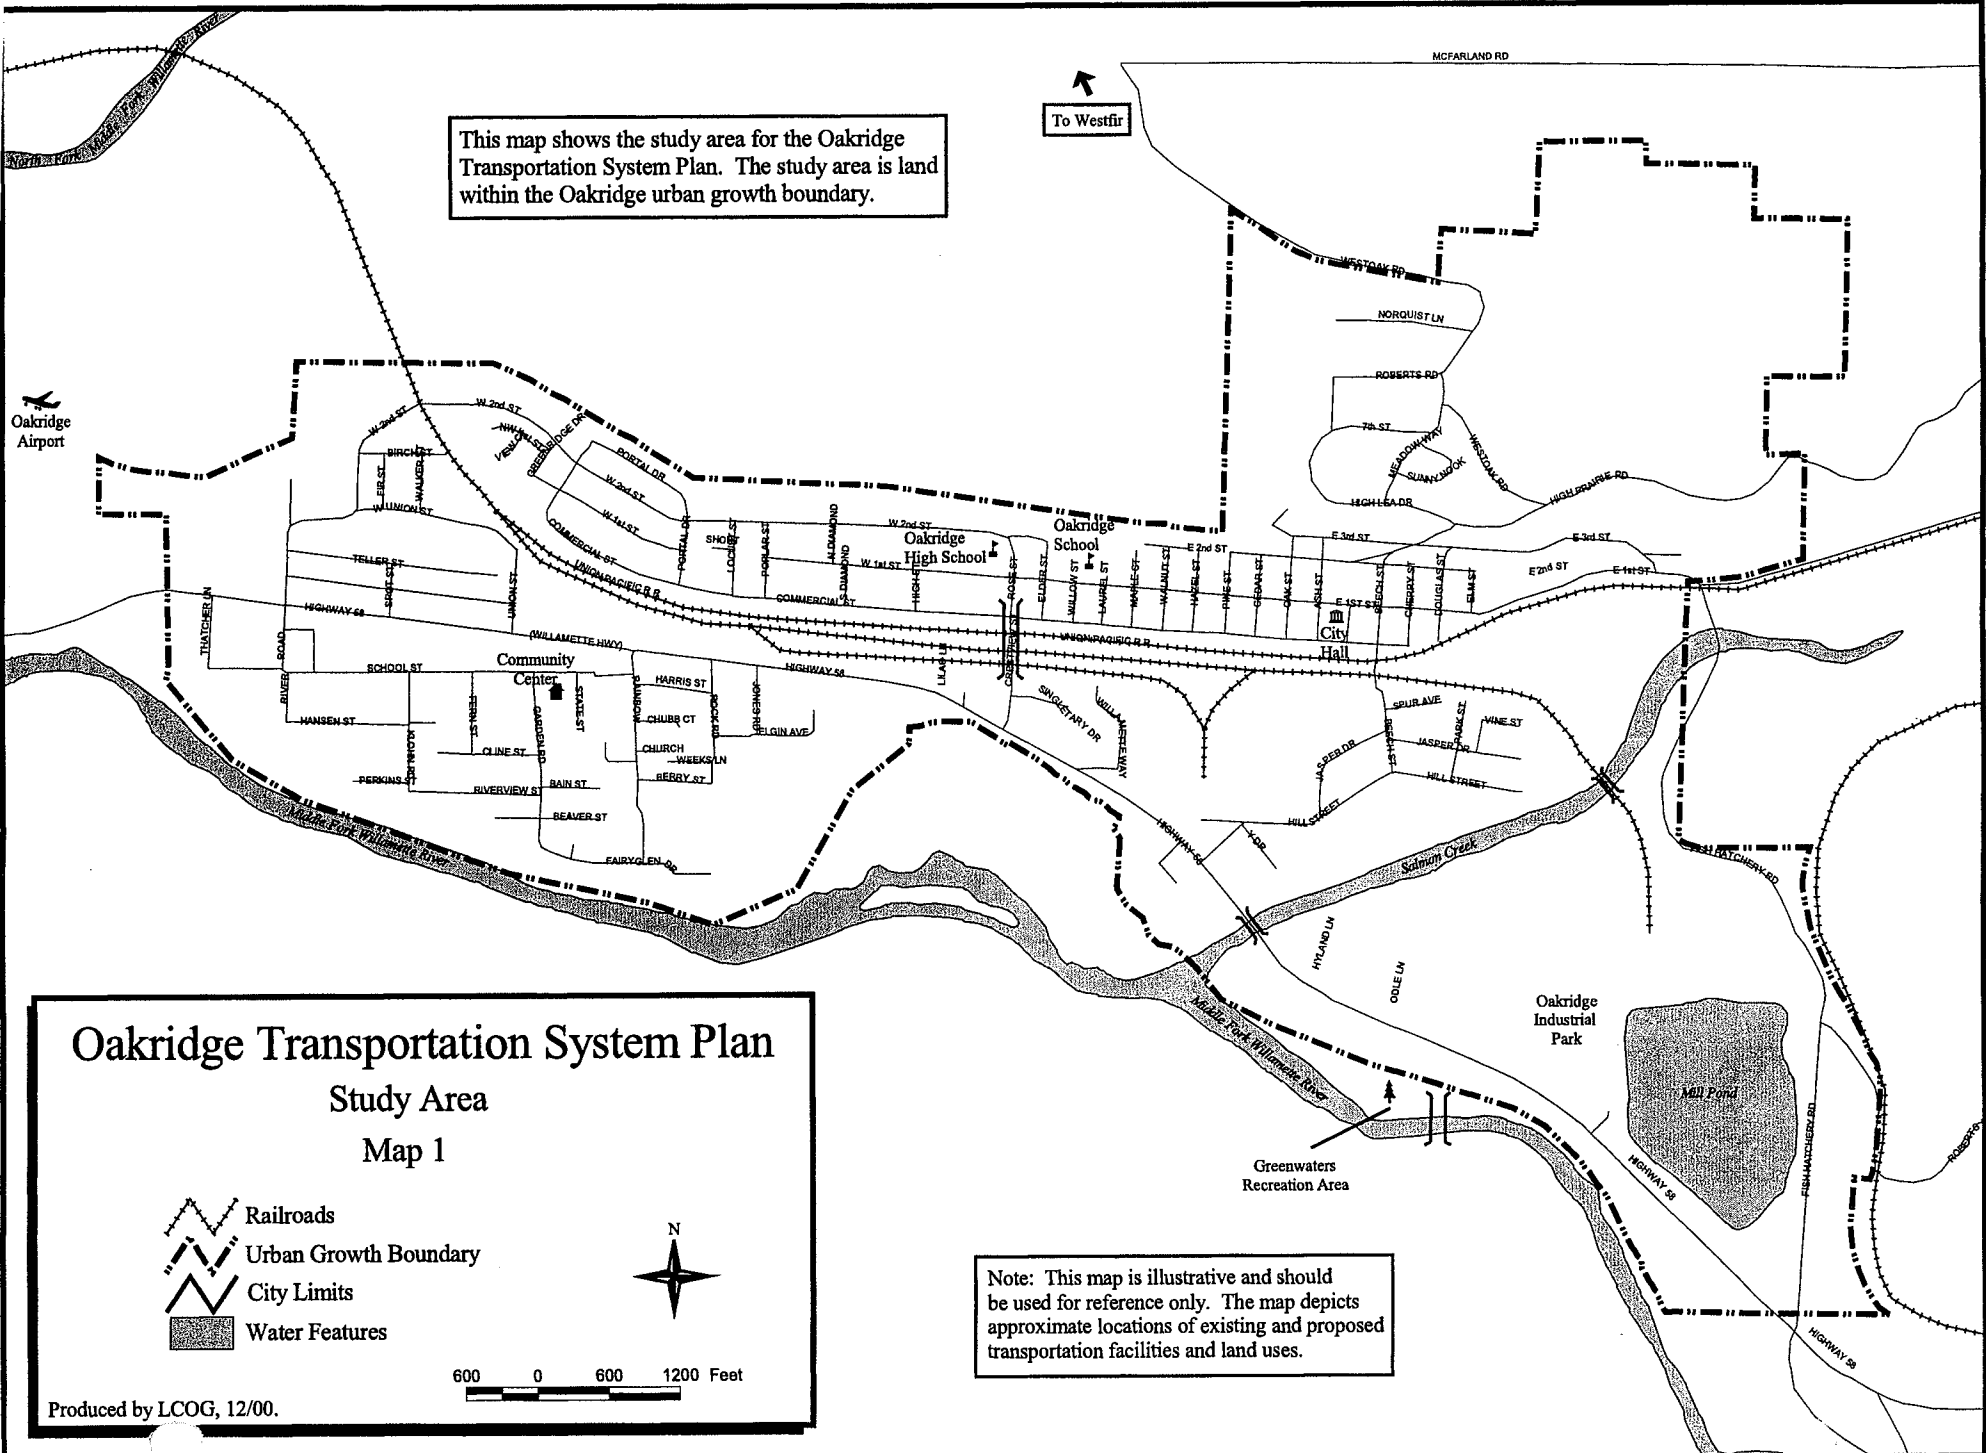 North Fork Middle Fork Willamette River
MCFARLAND RD
To Westfir
This map shows the study area for the Oakridge
Transportation System Plan. The study area is land
within the Oakridge urban growth boundary.
WESTOAK RD
NORQUIST LN
ROBERTS RD
7th ST
MEADOW WAY
SUNNYNOOK
WESTOAK RD
HIGH LEA DR
HIGH PRAIRIE RD
Oakridge
Airport
W 2nd ST
W 2nd ST
NW 1st ST
VIEW CT
GREENRIDGE DR
BIRCH ST
FIR ST
WALKER ST
W UNION ST
PORTAL DR
W 2nd ST
W 1st ST
COMMERCIAL ST
PORTAL DR
SHORT
LOCUST ST
POPLAR ST
N DIAMOND
S DIAMOND
W 2nd ST
Oakridge
High School
W 1st ST
HIGH ST
COMMERCIAL ST
UNION PACIFIC R R
Oakridge
School
ROSE ST
ELDER ST
WILLOW ST
LAUREL ST
MAPLE ST
WALNUT ST
HAZEL ST
PINE ST
CEDAR ST
OAK ST
ASH ST
BEECH ST
CHERRY ST
DOUGLAS ST
ELM ST
E 2nd ST
E 3rd ST
E 3rd ST
E 2nd ST
E 1st ST
E 1ST ST
City
Hall
UNION PACIFIC R R
TELLER ST
UNION ST
THATCHER LN
HIGHWAY 58
(WILLAMETTE HWY)
HIGHWAY 58
RIVER
ROAD
SCHOOL ST
Community
Center
HANSEN ST
FERN ST
GARDEN RD
STATE ST
RAINBOW
HARRIS ST
CHUBB CT
ROCK RD
JONES RD
ELGIN AVE
CHURCH
WEEKS LN
BERRY ST
CLINE ST
PERKINS ST
RIVERVIEW ST
BAIN ST
BEAVER ST
FAIRYGLEN DR
LILAC LN
CRESTVIEW ST
SINGLETARY DR
WILLAMETTE WAY
SPUR AVE
BEECH ST
PARK ST
VINE ST
JASPER DR
JASPER DR
HILL STREET
HILL STREET
HIGHWAY 58
K DR
Salmon Creek
FISH HATCHERY RD
Middle Fork Willamette River
HYLAND LN
ODLE LN
Middle Fork Willamette River
Oakridge
Industrial
Park
Mill Pond
FISH HATCHERY RD
Greenwaters
Recreation Area
HIGHWAY 58
HIGHWAY 58
Oakridge Transportation System Plan
Study Area
Map 1
Railroads
Urban Growth Boundary
City Limits
Water Features
N
600 0 600 1200 Feet
Produced by LCOG, 12/00.
Note: This map is illustrative and should
be used for reference only. The map depicts
approximate locations of existing and proposed
transportation facilities and land uses.